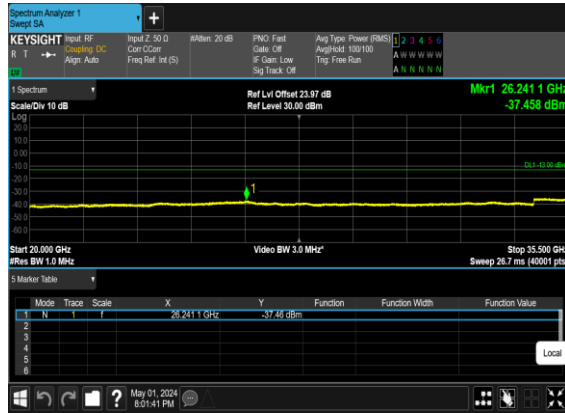 Spectrum Analyzer 1
Swept SA
+
KEYSIGHT Input: RF Input Z: 50 Ω #Atten: 20 dB PNO: Fast Avg Type: Power (RMS) 1 2 3 4 5 6
R T Coupling: DC Corr CCorr Gate: Off Avg|Hold: 100/100 A W W W W W
Align: Auto Freq Ref: Int (S) IF Gain: Low Trig: Free Run
LXI Sig Track: Off A N N N N N
1 Spectrum Ref Lvl Offset 23.97 dB Mkr1 26.241 1 GHz
Scale/Div 10 dB Ref Level 30.00 dBm -37.458 dBm
Log
20.0
10.0
0.00
-10.0 DL1 -13.00 dBm
-20.0
-30.0 1
-40.0
-50.0
-60.0
Start 20.000 GHz Video BW 3.0 MHz* Stop 35.500 GHz
#Res BW 1.0 MHz Sweep 26.7 ms (40001 pts)
5 Marker Table
Mode Trace Scale X Y Function Function Width Function Value
1 N 1 f 26.241 1 GHz -37.46 dBm
2
3
4
5
6
Local
? May 01, 2024
8:01:41 PM